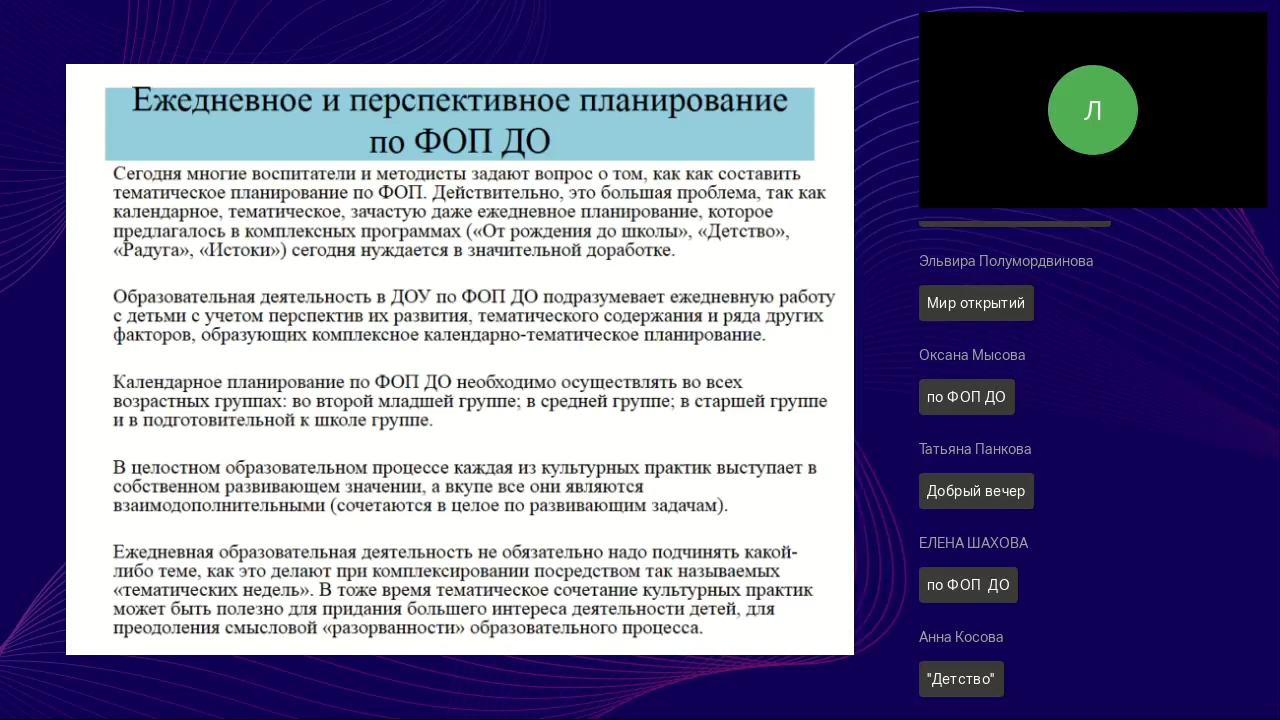 Ежедневное и перспективное планирование
по ФОП ДО
Сегодня многие воспитатели и методисты задают вопрос о том, как как составить
тематическое планирование по ФОП. Действительно, это большая проблема, так как
календарное, тематическое, зачастую даже ежедневное планирование, которое
предлагалось в комплексных программах («От рождения до школы», «Детство»,
«Радуга», «Истоки») сегодня нуждается в значительной доработке.
Образовательная деятельность в ДОУ по ФОП ДО подразумевает ежедневную работу
с детьми с учетом перспектив их развития, тематического содержания и ряда других
факторов, образующих комплексное календарно-тематическое планирование.
Календарное планирование по ФОП ДО необходимо осуществлять во всех
возрастных группах: во второй младшей группе; в средней группе; в старшей группе
и в подготовительной к школе группе.
В целостном образовательном процессе каждая из культурных практик выступает в
собственном развивающем значении, а вкупе все они являются
взаимодополнительными (сочетаются в целое по развивающим задачам).
Ежедневная образовательная деятельность не обязательно надо подчинять какой-
либо теме, как это делают при комплексировании посредством так называемых
«тематических недель». В тоже время тематическое сочетание культурных практик
может быть полезно для придания большего интереса деятельности детей, для
преодоления смысловой «разорванности» образовательного процесса.
Л
Эльвира Полумордвинова
Мир открытий
Оксана Мысова
по ФОП ДО
Татьяна Панкова
Добрый вечер
ЕЛЕНА ШАХОВА
по ФОП ДО
Анна Косова
"Детство"